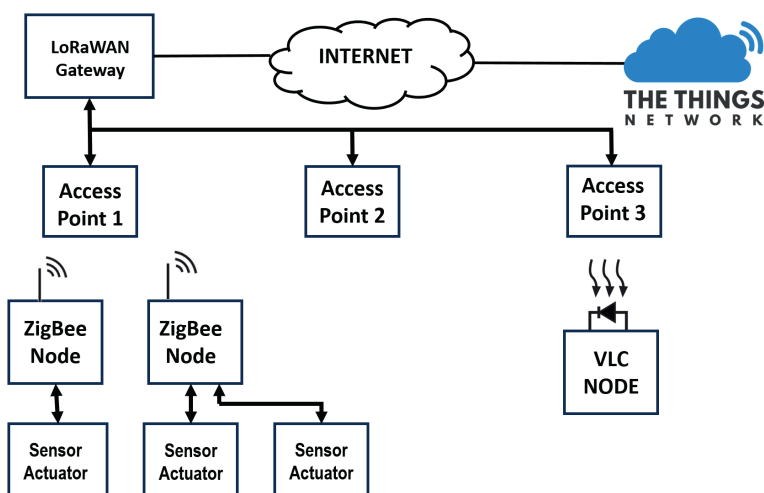 LoRaWAN
Gateway
INTERNET
THE THINGS
NETWORK
Access
Point 1
Access
Point 2
Access
Point 3
ZigBee
Node
ZigBee
Node
VLC
NODE
Sensor
Actuator
Sensor
Actuator
Sensor
Actuator